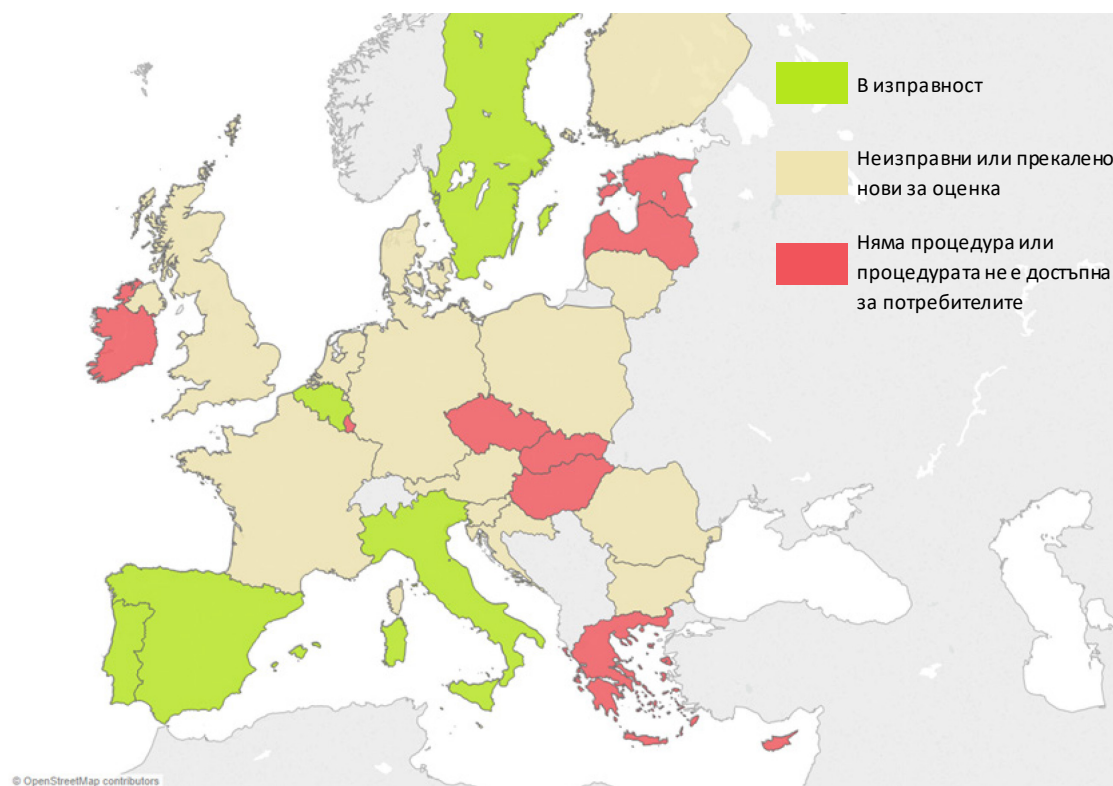 В изправност
Неизправни или прекалено
нови за оценка
Няма процедура или
процедурата не е достъпна
за потребителите
© OpenStreetMap contributors